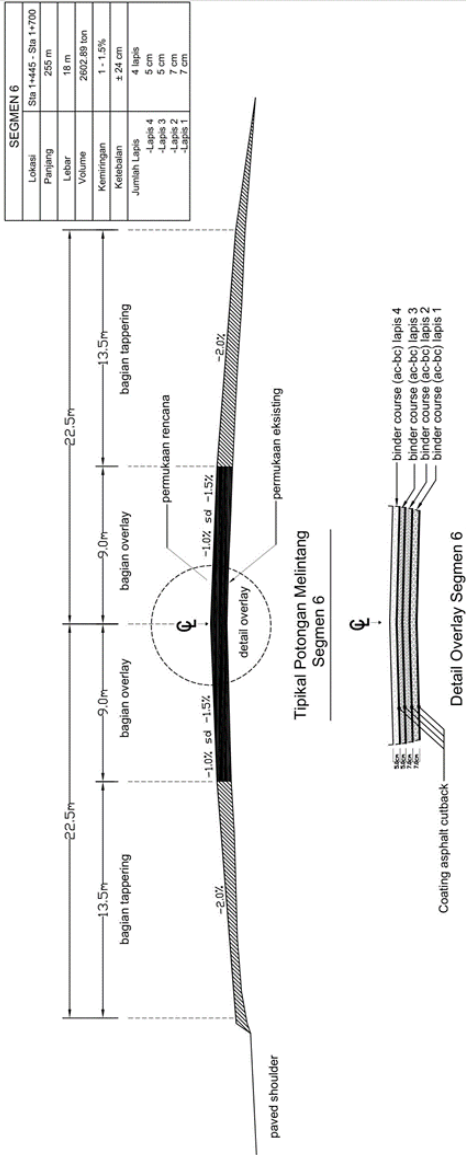 SEGMEN 6
Lokasi Sta 1+445 - Sta 1+700
Panjang 255 m
Lebar 18 m
Volume 2602.89 ton
Kemiringan 1 - 1.5%
Ketebalan ± 24 cm
Jumlah Lapis 4 lapis
-Lapis 4 5 cm
-Lapis 3 5 cm
-Lapis 2 7 cm
-Lapis 1 7 cm
22.5m 22.5m
13.5m 9.0m 9.0m 13.5m
bagian tappering bagian overlay bagian overlay bagian tappering
permukaan rencana
-2.0% -1.0% sd -1.5% -1.0% sd -1.5% -2.0%
detail overlay
permukaan eksisting
paved shoulder
Tipikal Potongan Melintang
Segmen 6
binder course (ac-bc) lapis 4
binder course (ac-bc) lapis 3
binder course (ac-bc) lapis 2
binder course (ac-bc) lapis 1
Coating asphalt cutback
Detail Overlay Segmen 6